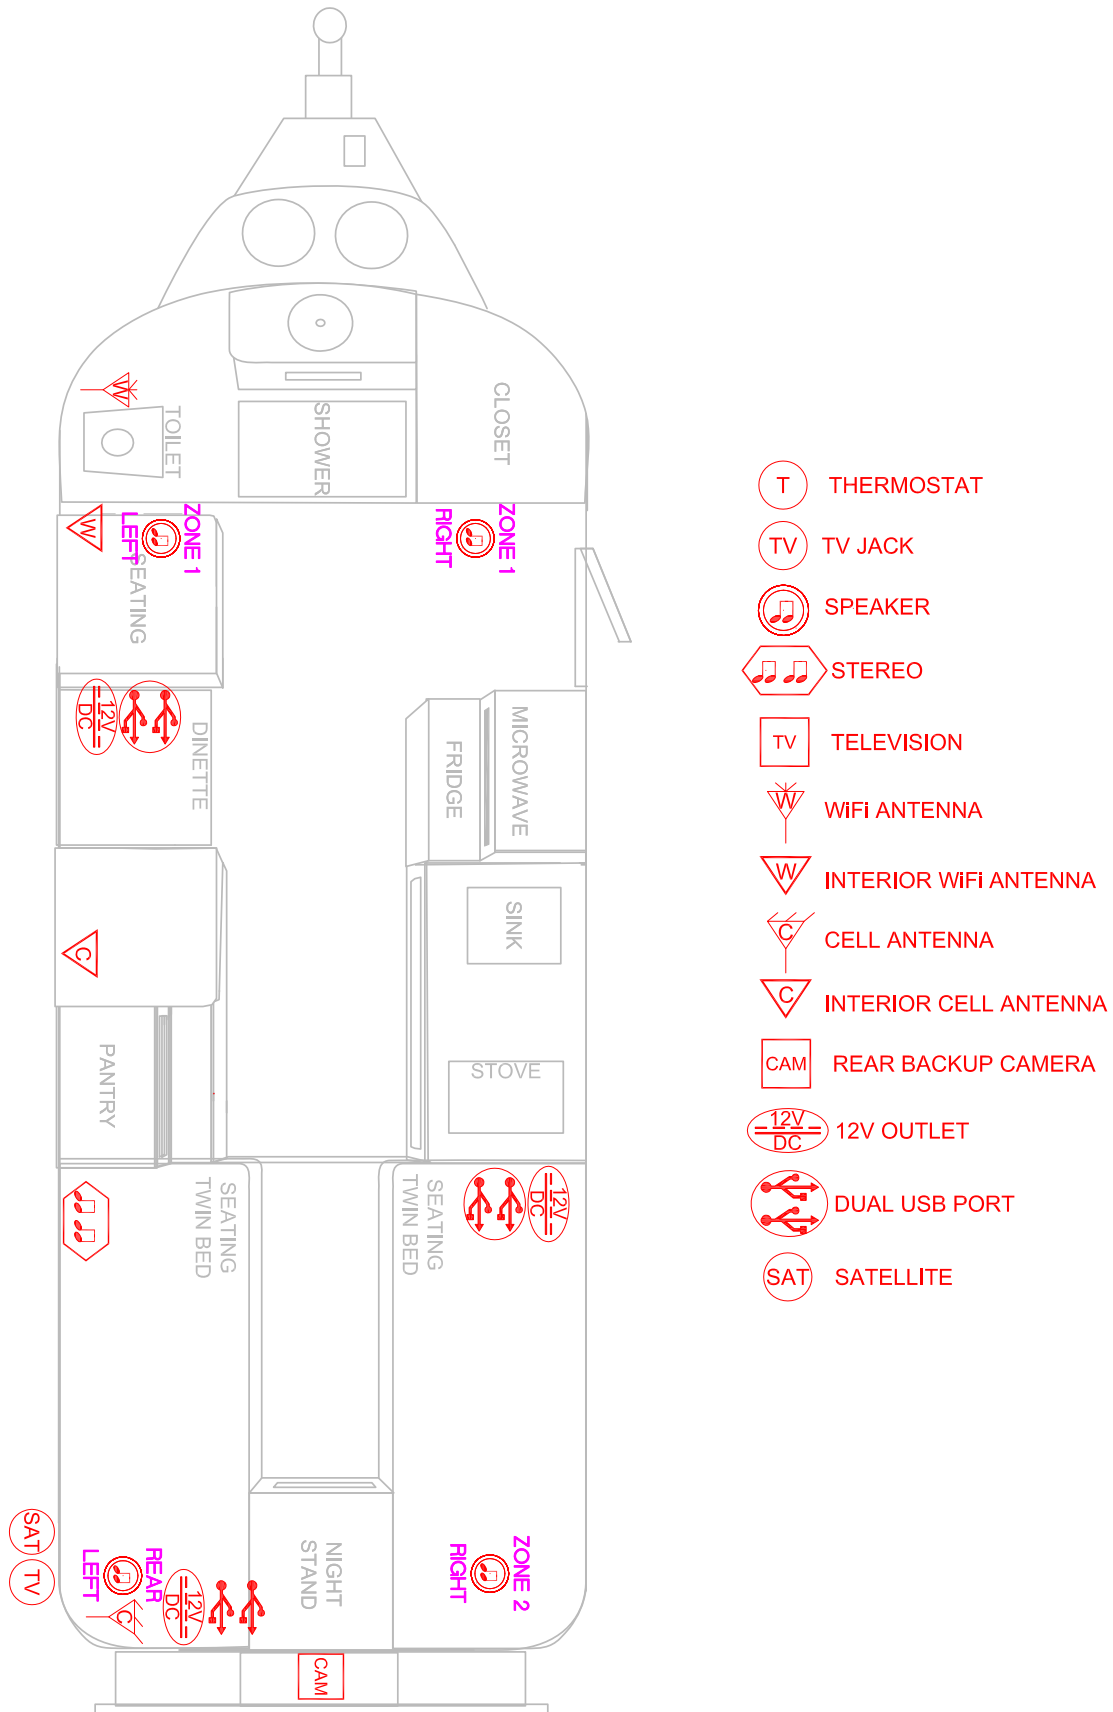 W
TOILET
SHOWER
CLOSET
W
ZONE 1
LEFT
SEATING
ZONE 1
RIGHT
12V
DC
DINETTE
FRIDGE
MICROWAVE
C
SINK
PANTRY
STOVE
SEATING
TWIN BED
SEATING
TWIN BED
12V
DC
SAT
TV
REAR
LEFT
C
12V
DC
NIGHT
STAND
ZONE 2
RIGHT
CAM
T THERMOSTAT
TV TV JACK
SPEAKER
STEREO
TV TELEVISION
W WiFi ANTENNA
W INTERIOR WiFi ANTENNA
C CELL ANTENNA
C INTERIOR CELL ANTENNA
CAM REAR BACKUP CAMERA
12V
DC 12V OUTLET
DUAL USB PORT
SAT SATELLITE